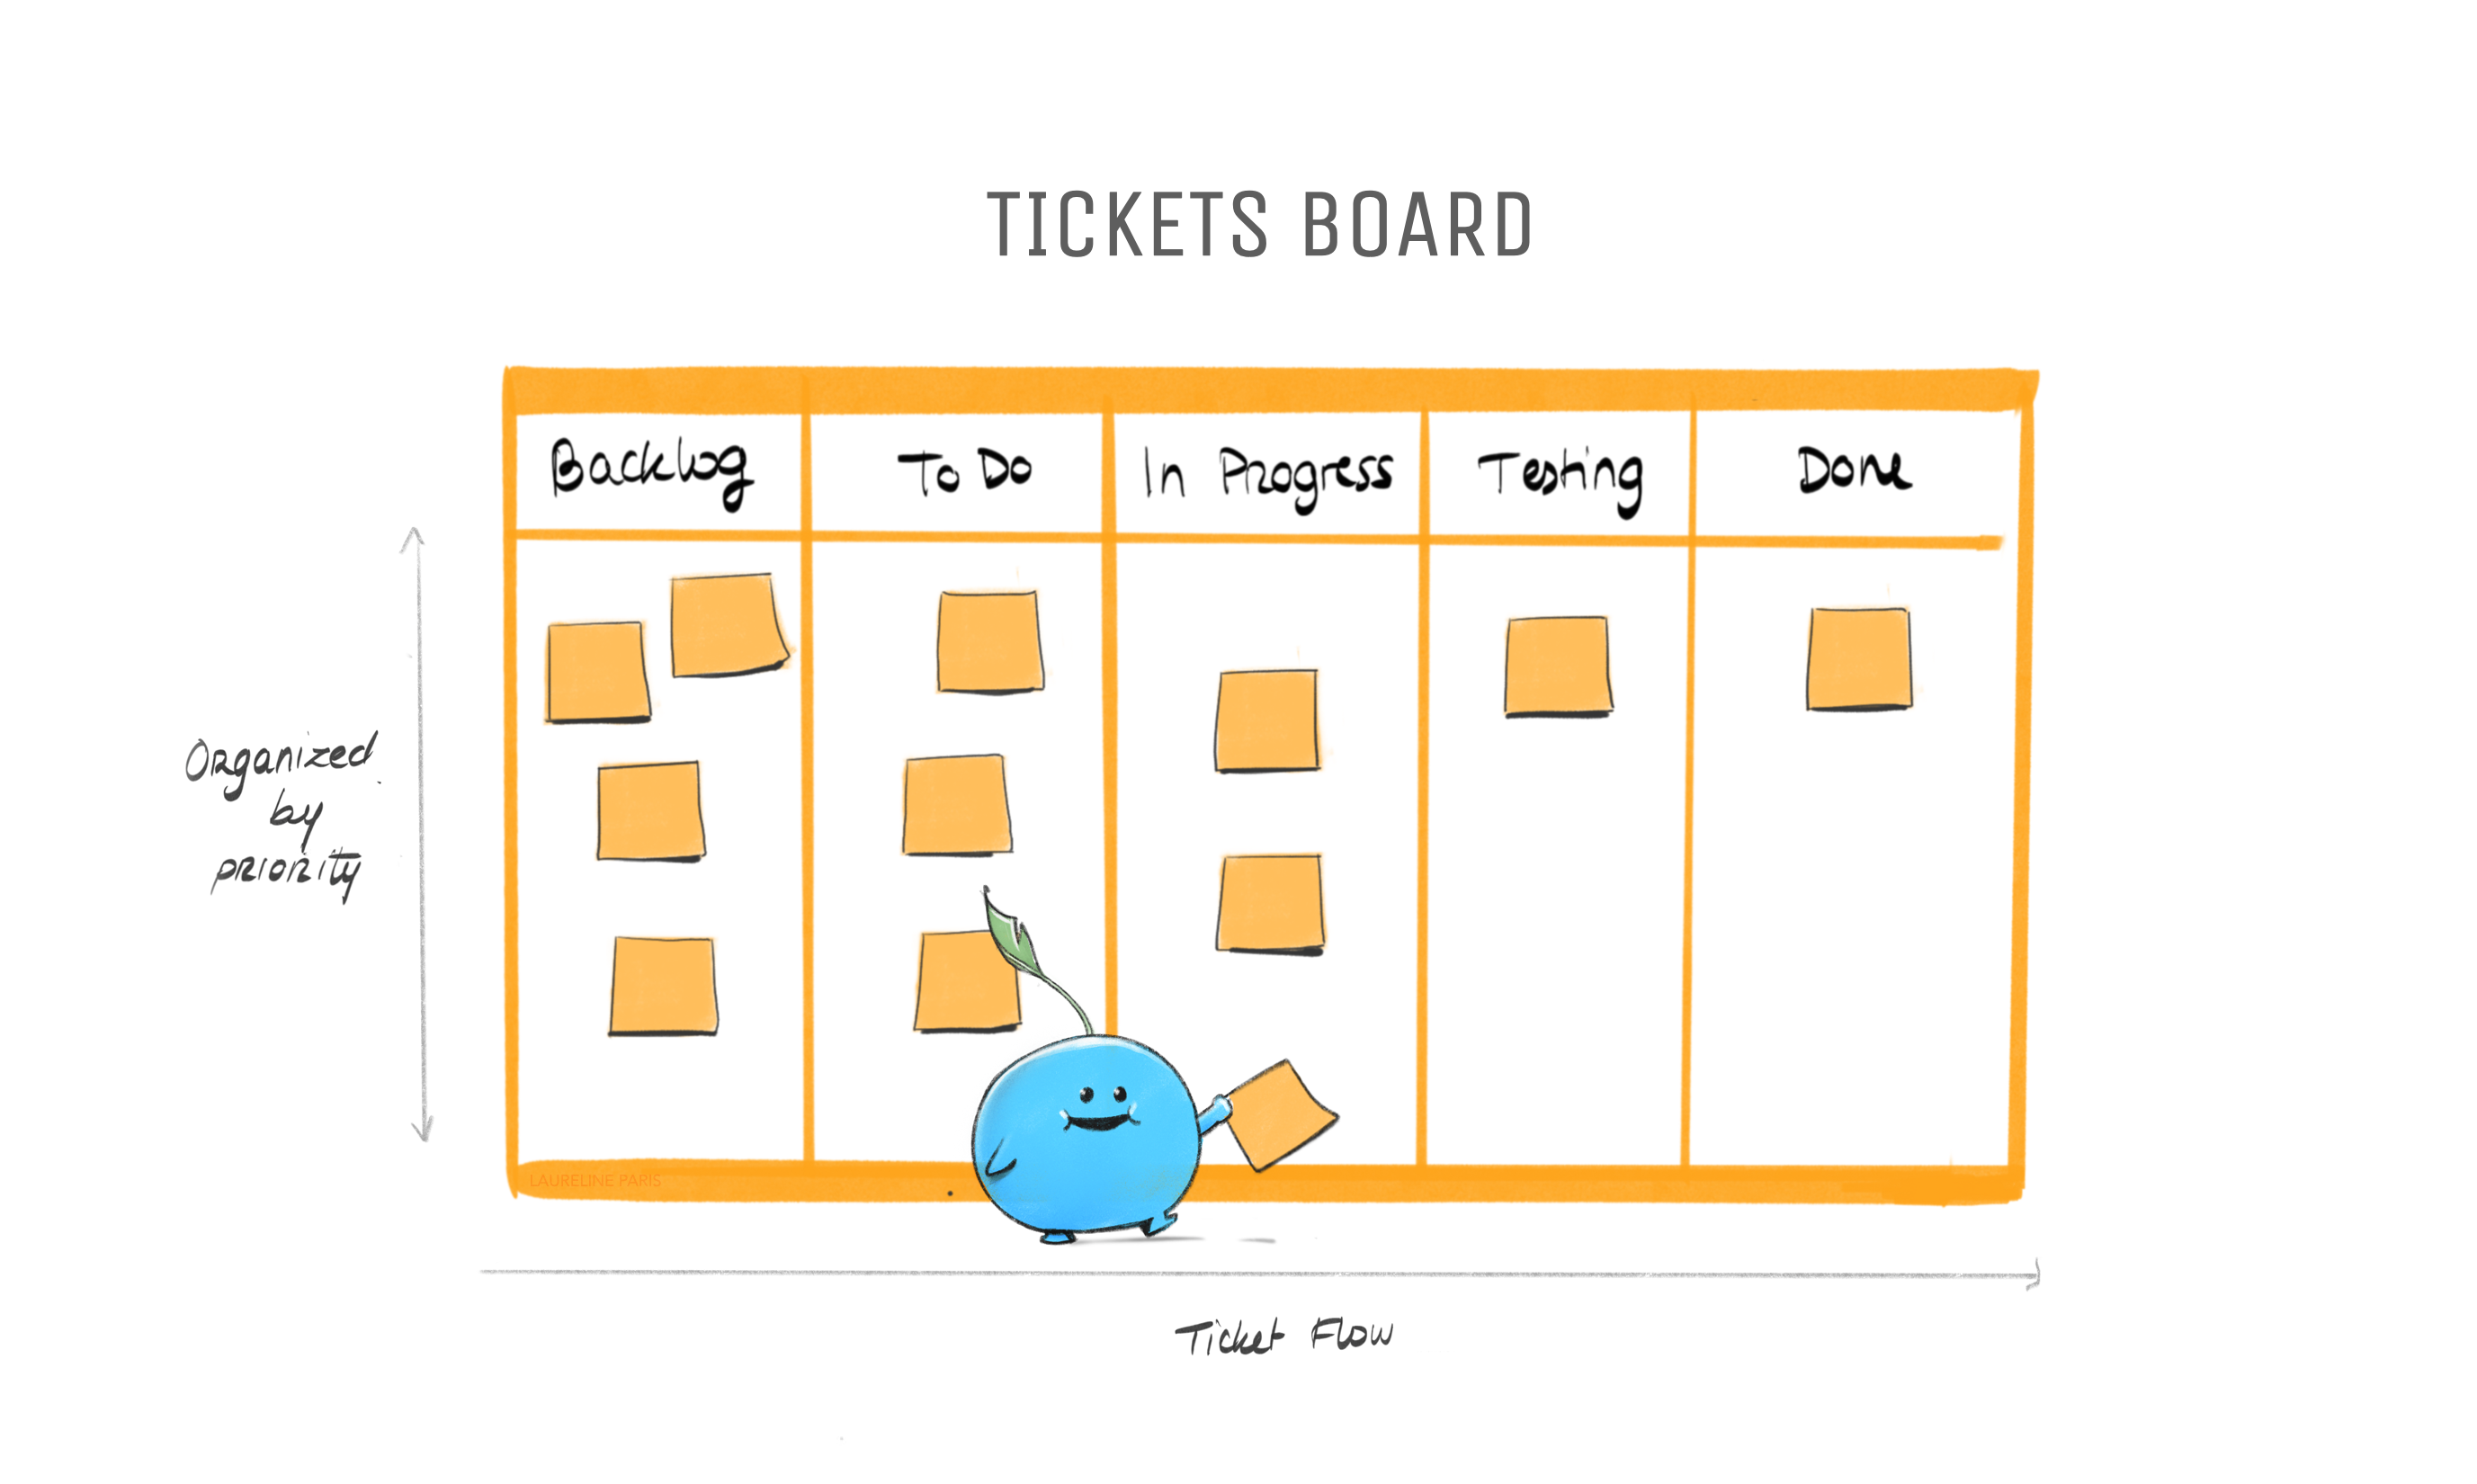 TICKETS BOARD
Backlog
To Do
In Progress
Testing
Done
Organized
by
priority
LAURELINE PARIS
Ticket Flow